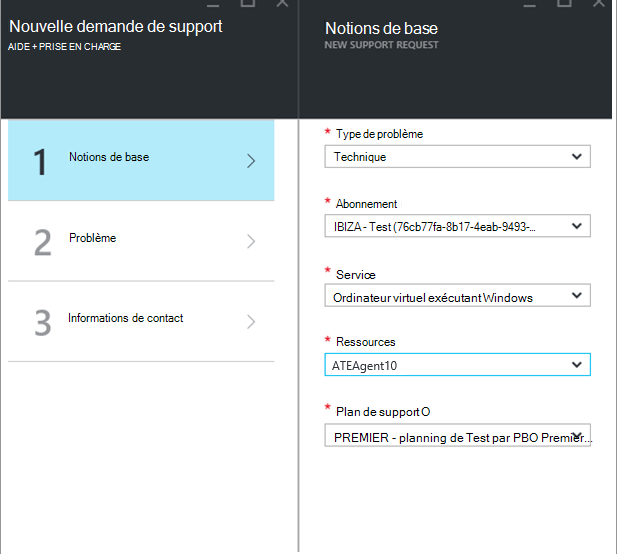 Nouvelle demande de support
AIDE + PRISE EN CHARGE
1 Notions de base
2 Problème
3 Informations de contact
Notions de base
NEW SUPPORT REQUEST
* Type de problème
Technique
* Abonnement
IBIZA - Test (76cb77fa-8b17-4eab-9493-...
* Service
Ordinateur virtuel exécutant Windows
* Ressources
ATEAgent10
* Plan de support O
PREMIER - planning de Test par PBO Premier...